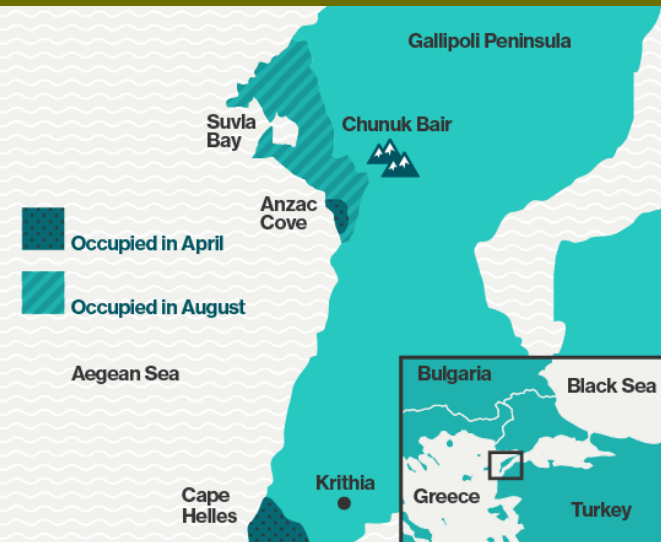 Gallipoli Peninsula
Suvla
Bay
Chunuk Bair
Anzac
Cove
Occupied in April
Occupied in August
Aegean Sea
Bulgaria
Black Sea
Krithia
Cape
Helles
Greece
Turkey